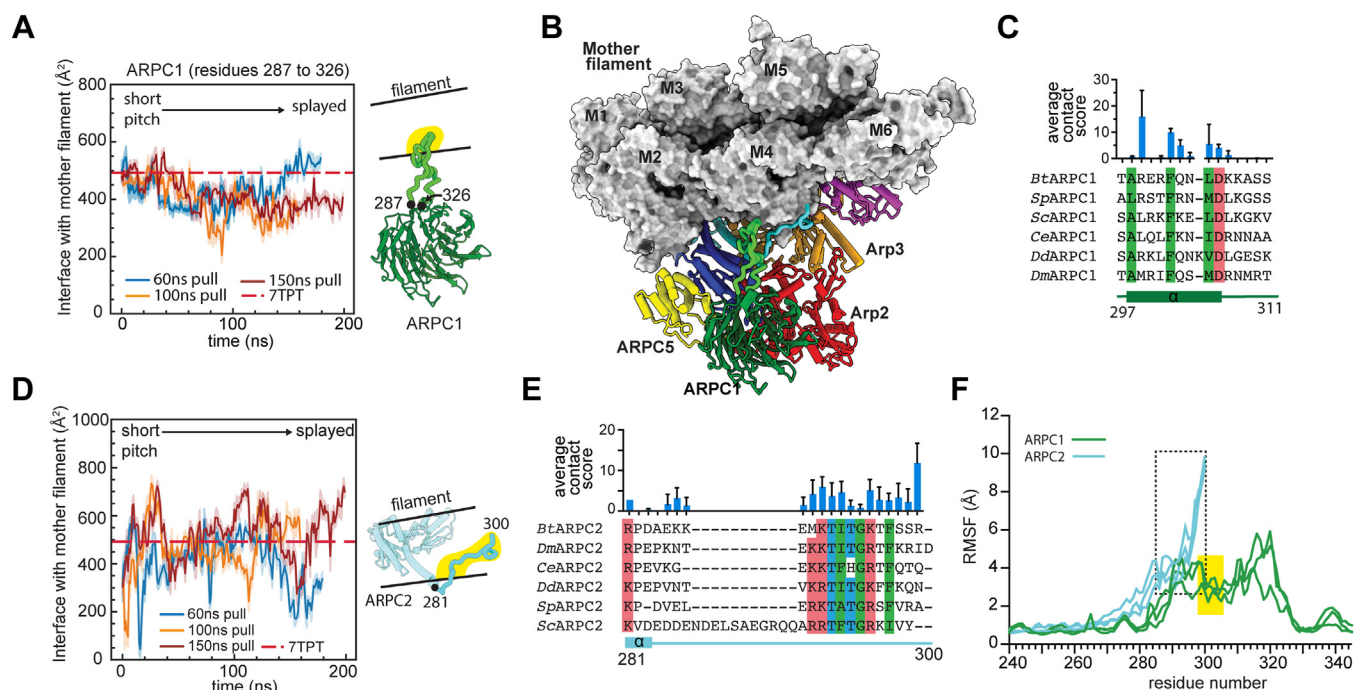 A
ARPC1 (residues 287 to 326)
Interface with mother filament (Å²)
800
600
400
200
0
short
pitch
splayed
60ns pull
150ns pull
100ns pull
7TPT
0
100
200
time (ns)
filament
287
326
ARPC1
B
Mother
filament
M1
M2
M3
M4
M5
M6
Arp3
Arp2
ARPC5
ARPC1
C
average
contact
score
30
20
10
0
BtARPC1 TARERFQN-LDKKASS
SpARPC1 ALRSTFRN-MDLKGSS
ScARPC1 SALRKFKE-LDLKGKV
CeARPC1 SALQLFKN-IDRNNAA
DdARPC1 SARKLFQNKVDLGESK
DmARPC1 TAMRIFQS-MDRNMRT
α
297
311
D
Interface with mother filament (Å²)
1000
800
600
400
200
0
short
pitch
splayed
60ns pull
100ns pull
150ns pull
7TPT
0
100
200
time (ns)
filament
300
ARPC2
281
E
average
contact
score
20
10
0
BtARPC2 RPDAEKK-------------EMKTITGKTFSSR-
DmARPC2 RPEPKNT-------------EKKTITGRTFKRID
CeARPC2 RPEVKG--------------EKKTFHGRTFQTQ-
DdARPC2 KPEPVNT-------------VKRTITGKTFFKQN
SpARPC2 KP-DVEL-------------ERKTATGRSFVRA-
ScARPC2 KVDEDDENDELSAEGRQQARRTFTGRKIVY--
α
281
300
F
RMSF (Å)
12
10
8
6
4
2
0
ARPC1
ARPC2
240
260
280
300
320
340
residue number